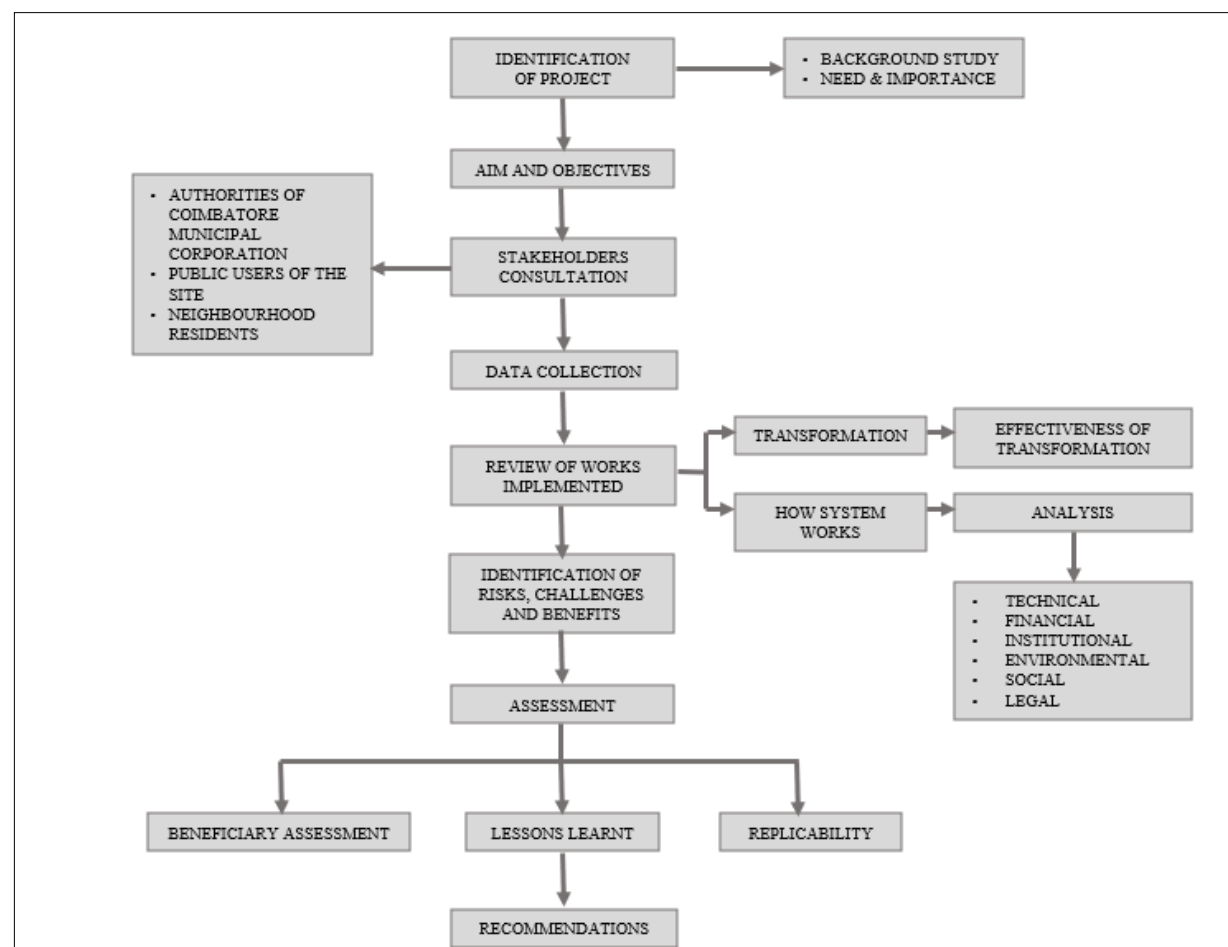 IDENTIFICATION
OF PROJECT
▪ BACKGROUND STUDY
▪ NEED & IMPORTANCE
AIM AND OBJECTIVES
▪ AUTHORITIES OF
COIMBATORE
MUNICIPAL
CORPORATION
▪ PUBLIC USERS OF THE
SITE
▪ NEIGHBOURHOOD
RESIDENTS
STAKEHOLDERS
CONSULTATION
DATA COLLECTION
REVIEW OF WORKS
IMPLEMENTED
TRANSFORMATION
EFFECTIVENESS OF
TRANSFORMATION
HOW SYSTEM
WORKS
ANALYSIS
▪ TECHNICAL
▪ FINANCIAL
▪ INSTITUTIONAL
▪ ENVIRONMENTAL
▪ SOCIAL
▪ LEGAL
IDENTIFICATION OF
RISKS, CHALLENGES
AND BENEFITS
ASSESSMENT
BENEFICIARY ASSESSMENT
LESSONS LEARNT
REPLICABILITY
RECOMMENDATIONS